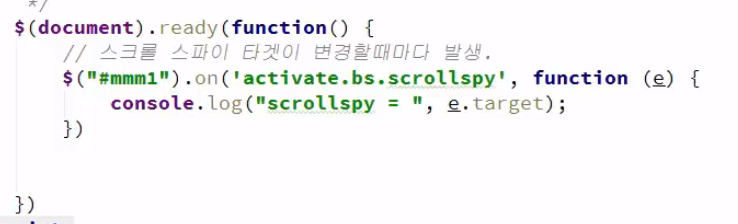 */
$(document).ready(function() {
// 스크롤 스파이 타겟이 변경할때마다 발생.
$("#mmm1").on('activate.bs.scrollspy', function (e) {
console.log("scrollspy = ", e.target);
})
})